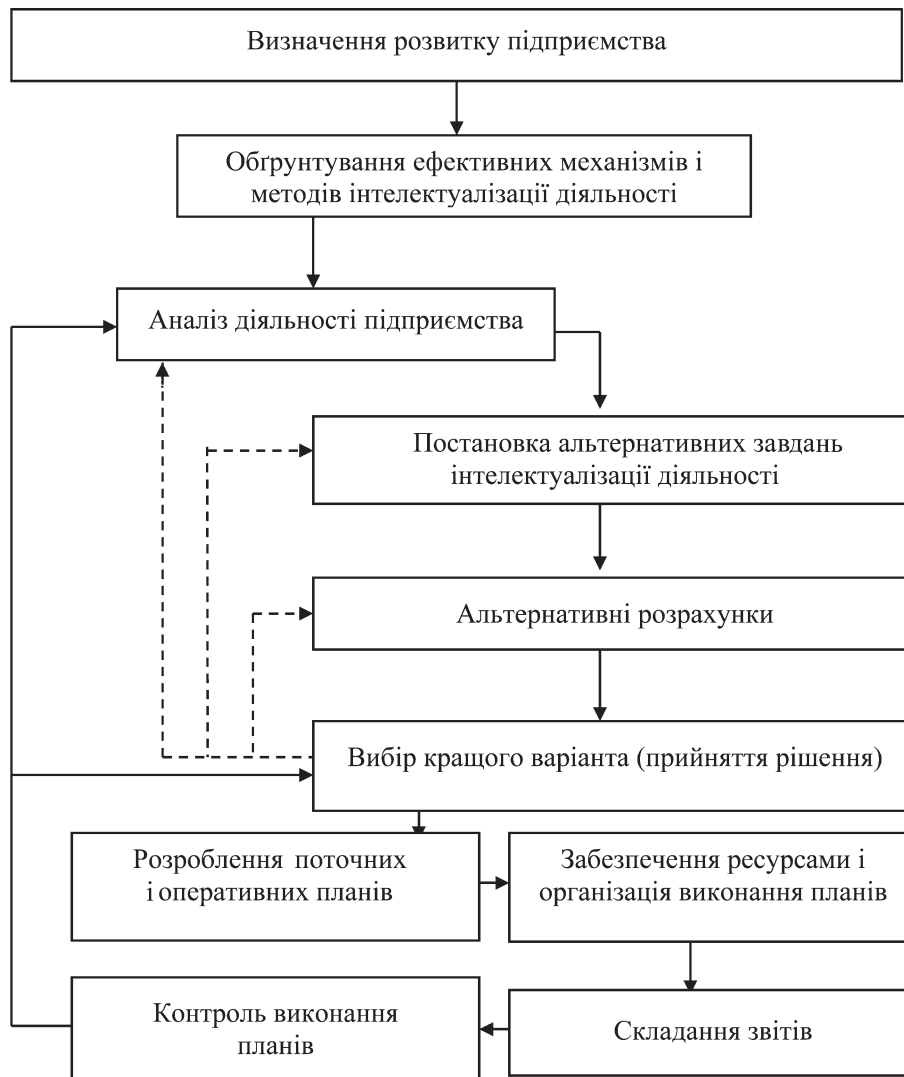 Визначення розвитку підприємства
Обґрунтування ефективних механізмів і
методів інтелектуалізації діяльності
Аналіз діяльності підприємства
Постановка альтернативних завдань
інтелектуалізації діяльності
Альтернативні розрахунки
Вибір кращого варіанта (прийняття рішення)
Розроблення поточних
і оперативних планів
Забезпечення ресурсами і
організація виконання планів
Контроль виконання
планів
Складання звітів